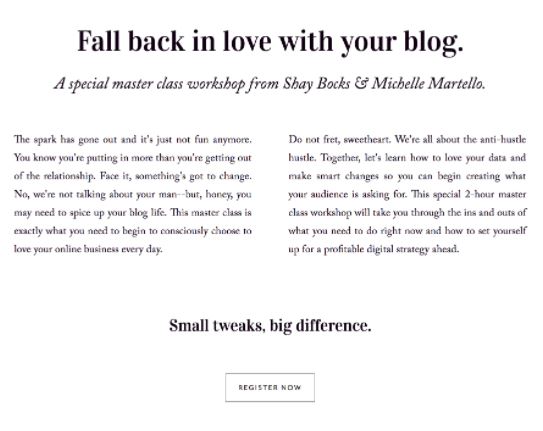 Fall back in love with your blog.
A special master class workshop from Shay Bocks & Michelle Martello.
The spark has gone out and it's just not fun anymore.
You know you're putting in more than you're getting out
of the relationship. Face it, something's got to change.
No, we're not talking about your man--but, honey, you
may need to spice up your blog life. This master class is
exactly what you need to begin to consciously choose to
love your online business every day.
Do not fret, sweetheart. We're all about the anti-hustle
hustle. Together, let's learn how to love your data and
make smart changes so you can begin creating what
your audience is asking for. This special 2-hour master
class workshop will take you through the ins and outs of
what you need to do right now and how to set yourself
up for a profitable digital strategy ahead.
Small tweaks, big difference.
REGISTER NOW